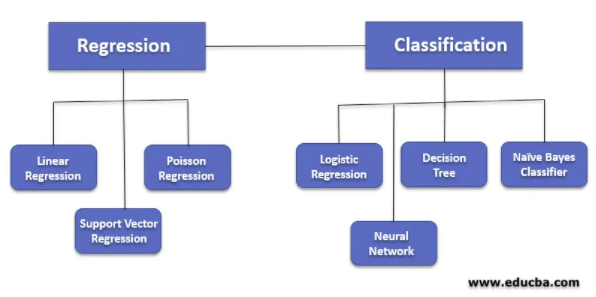 Regression
Classification
Linear
Regression
Poisson
Regression
Support Vector
Regression
Logistic
Regression
Decision
Tree
Naïve Bayes
Classifier
Neural
Network
www.educba.com